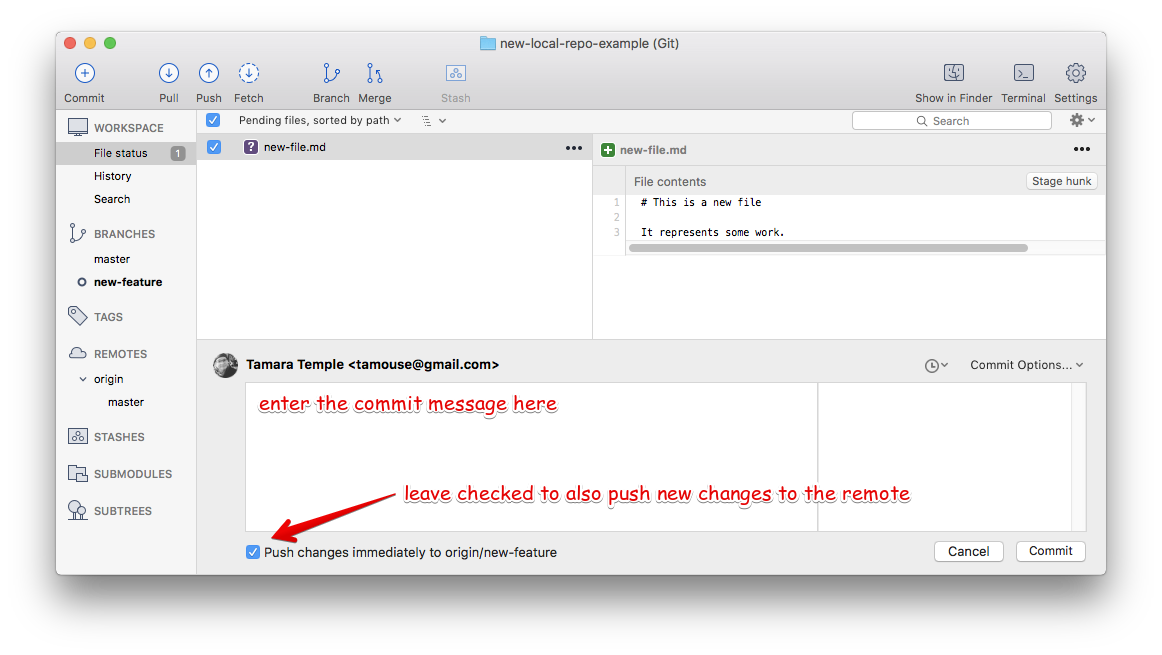 new-local-repo-example (Git)
Commit Pull Push Fetch Branch Merge Stash Show in Finder Terminal Settings
WORKSPACE
File status 1
History
Search
BRANCHES
master
new-feature
TAGS
REMOTES
origin
master
STASHES
SUBMODULES
SUBTREES
Pending files, sorted by path
Search
? new-file.md •••
new-file.md •••
File contents Stage hunk
1 # This is a new file
2
3 It represents some work.
Tamara Temple <tamouse@gmail.com> Commit Options...
enter the commit message here
leave checked to also push new changes to the remote
Push changes immediately to origin/new-feature Cancel Commit